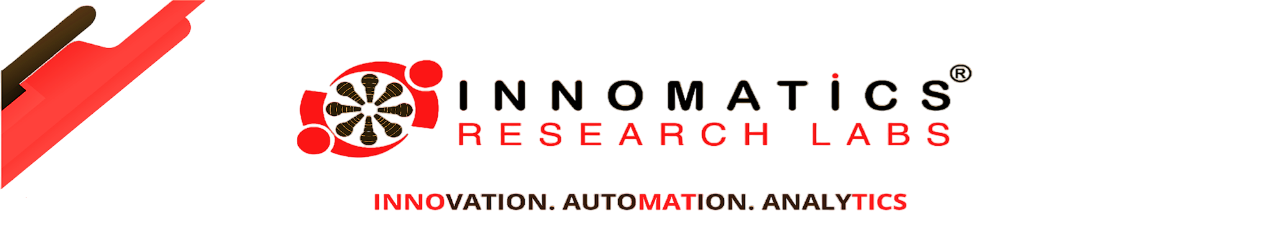 INNOMATiCS®
RESEARCH LABS
INNOVATION. AUTOMATION. ANALYTICS